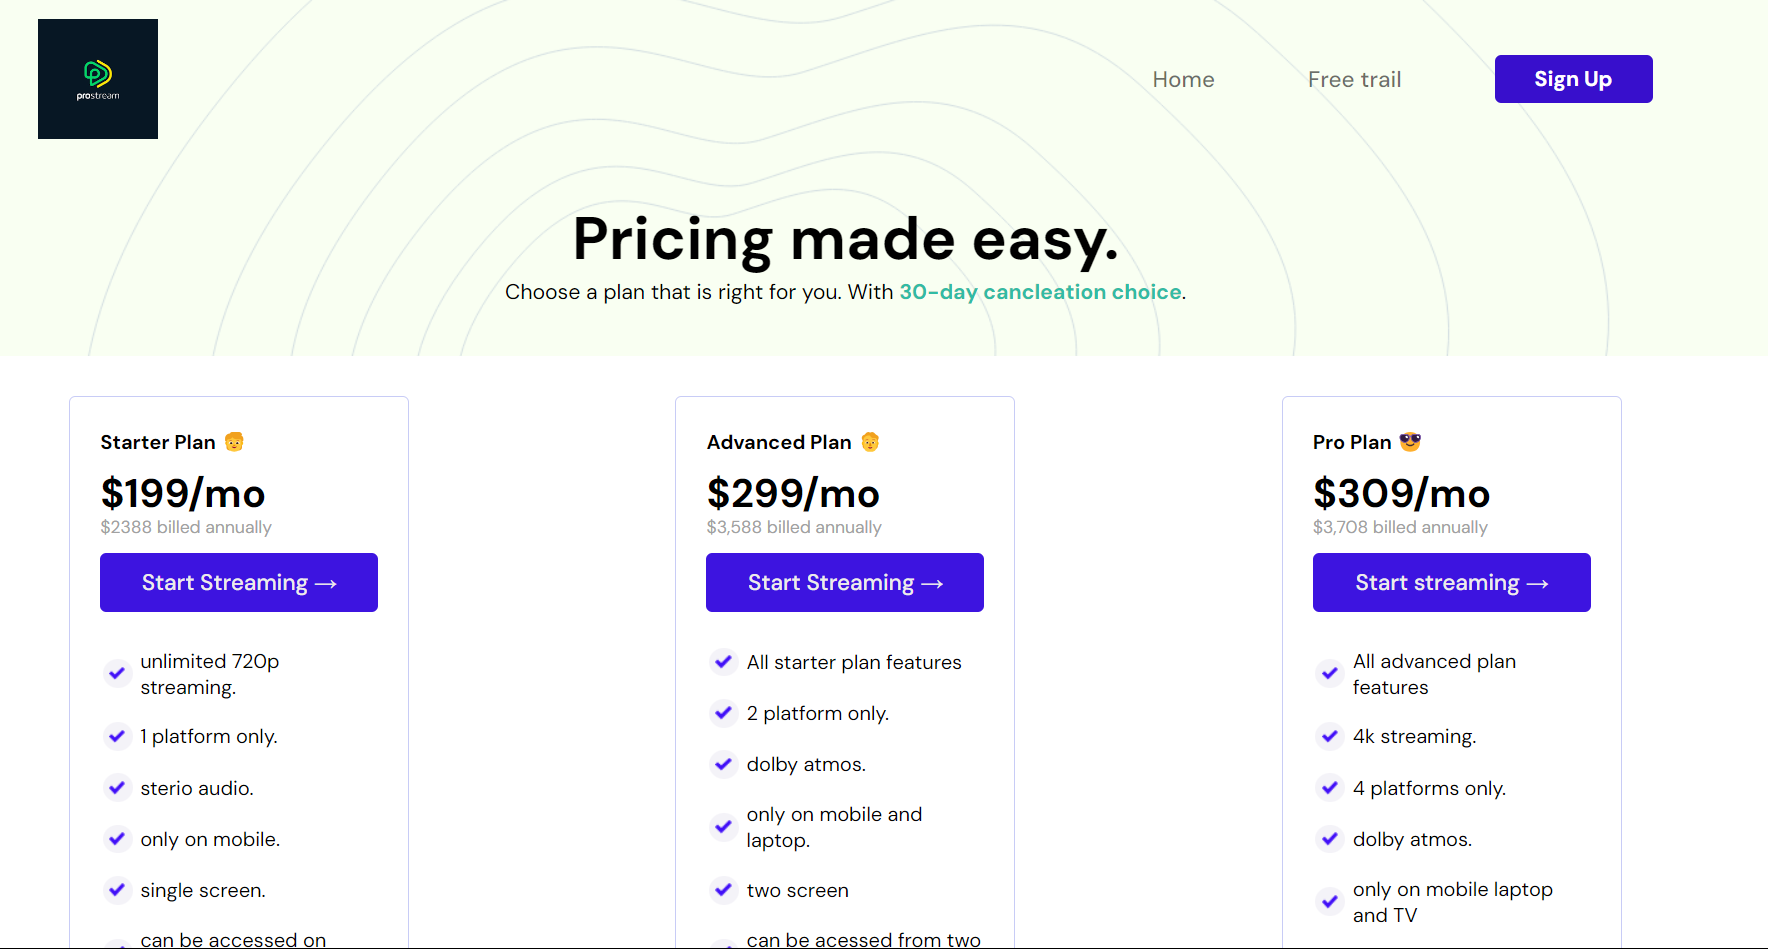 prostream
Home
Free trail
Sign Up
Pricing made easy.
Choose a plan that is right for you. With 30-day cancleation choice.
Starter Plan
$199/mo
$2388 billed annually
Start Streaming →
unlimited 720p
streaming.
1 platform only.
sterio audio.
only on mobile.
single screen.
can be accessed on
Advanced Plan
$299/mo
$3,588 billed annually
Start Streaming →
All starter plan features
2 platform only.
dolby atmos.
only on mobile and
laptop.
two screen
can be acessed from two
Pro Plan
$309/mo
$3,708 billed annually
Start streaming →
All advanced plan
features
4k streaming.
4 platforms only.
dolby atmos.
only on mobile laptop
and TV